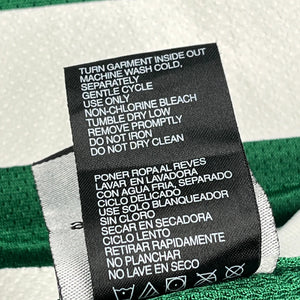 TURN GARMENT INSIDE OUT
MACHINE WASH COLD,
SEPARATELY
GENTLE CYCLE
USE ONLY
NON-CHLORINE BLEACH
TUMBLE DRY LOW
REMOVE PROMPTLY
DO NOT IRON
DO NOT DRY CLEAN
PONER ROPA AL REVES
LAVAR EN LAVADORA
CON AGUA FRIA, SEPARADO
CICLO DELICADO
USE SOLO BLANQUEADOR
SIN CLORO
SECAR EN SECADORA
CICLO LENTO
RETIRAR RAPIDAMENTE
NO PLANCHAR
NO LAVE EN SECO